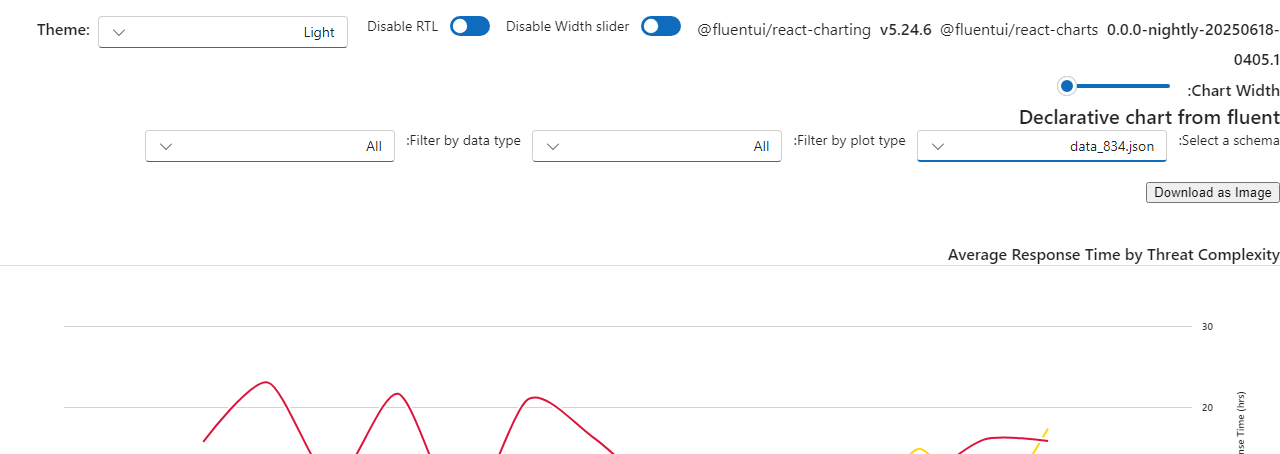 Theme: Light Disable RTL Disable Width slider @fluentui/react-charting v5.24.6 @fluentui/react-charts 0.0.0-nightly-20250618-
0405.1
:Chart Width
Declarative chart from fluent
:Select a schema data_834.json :Filter by plot type All :Filter by data type All
Download as Image
Average Response Time by Threat Complexity
30
20
Time (hrs)